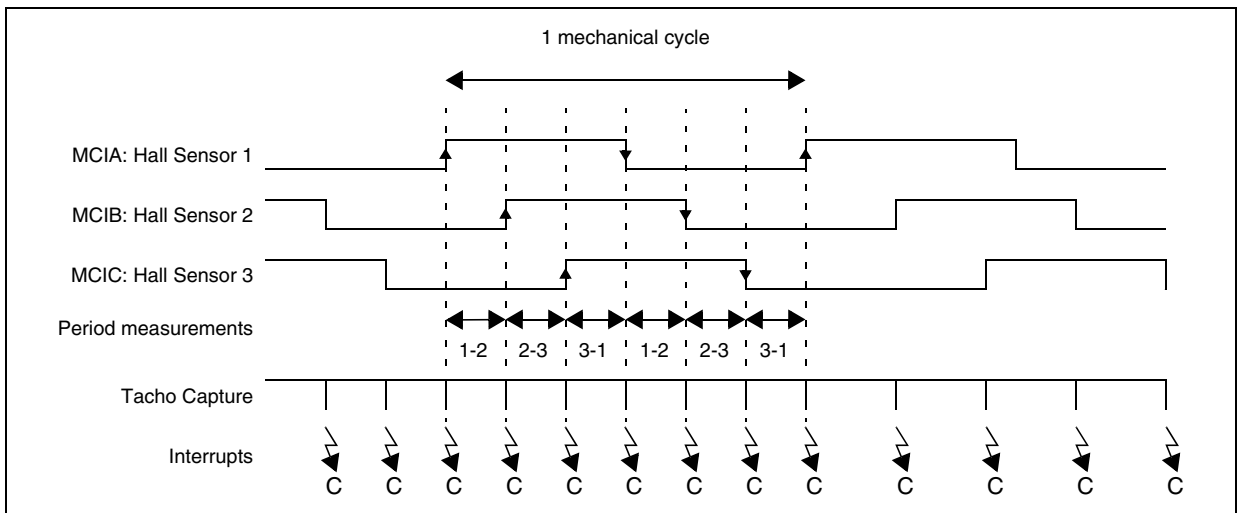 1 mechanical cycle
MCIA: Hall Sensor 1
MCIB: Hall Sensor 2
MCIC: Hall Sensor 3
Period measurements
1-2 2-3 3-1 1-2 2-3 3-1
Tacho Capture
Interrupts
C C C C C C C C C C C C C